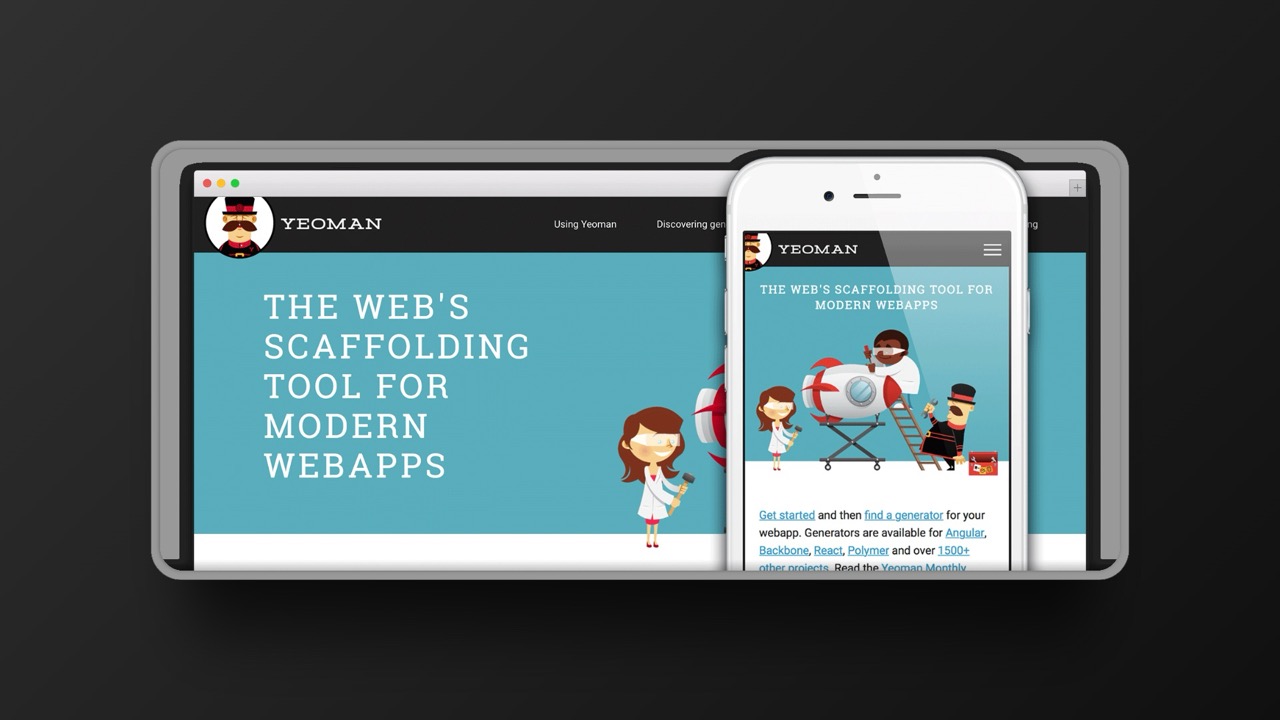 YEOMAN
Using Yeoman
Discovering gen
ng
THE WEB'S
SCAFFOLDING
TOOL FOR
MODERN
WEBAPPS
YEOMAN
THE WEB'S SCAFFOLDING TOOL FOR
MODERN WEBAPPS
Get started and then find a generator for your
webapp. Generators are available for Angular,
Backbone, React, Polymer and over 1500+
other projects. Read the Yeoman Monthly